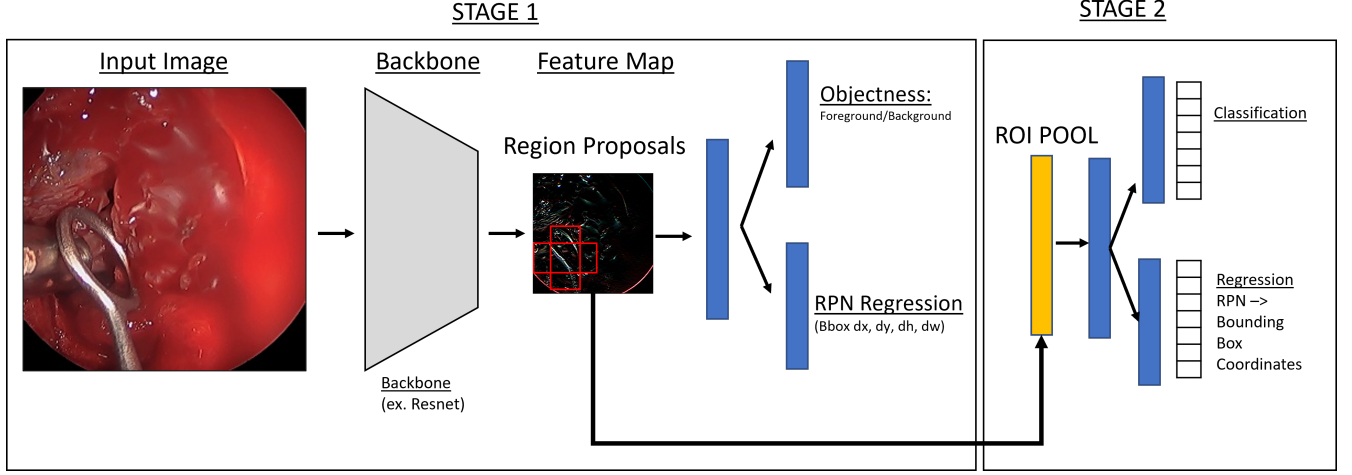 STAGE 1
STAGE 2
Input Image
Backbone
Feature Map
Region Proposals
Objectness:
Foreground/Background
RPN Regression
(Bbox dx, dy, dh, dw)
Backbone
(ex. Resnet)
ROI POOL
Classification
Regression
RPN –>
Bounding
Box
Coordinates